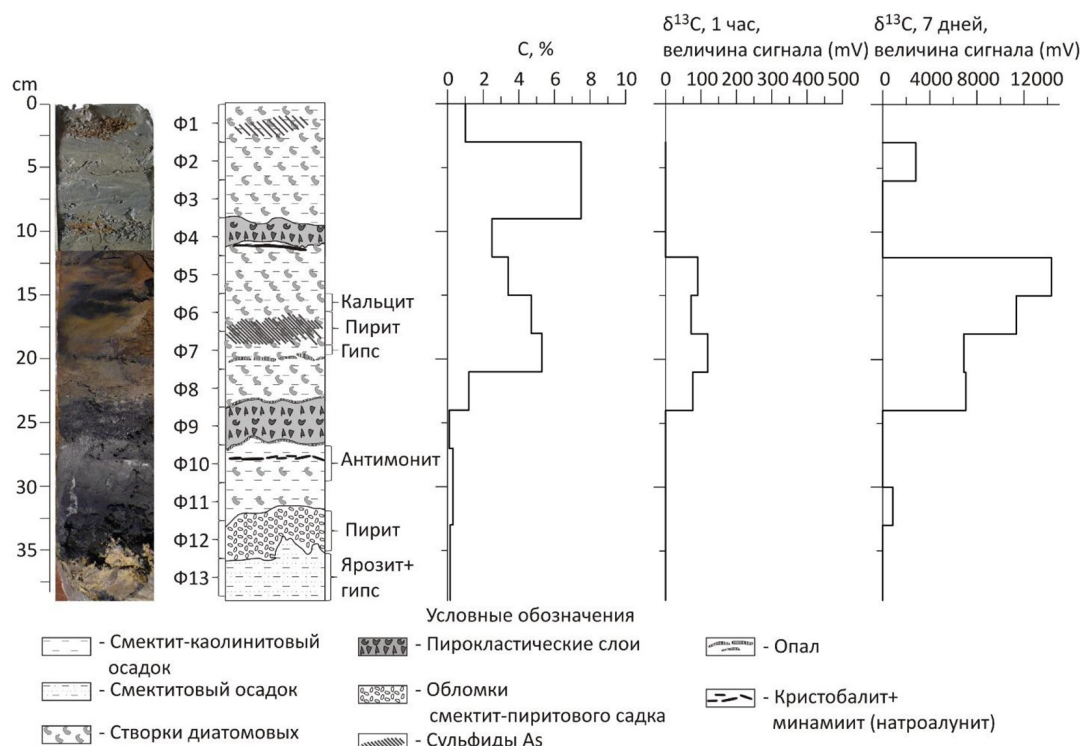 δ¹³C, 1 час,
величина сигнала (mV)
δ¹³C, 7 дней,
величина сигнала (mV)
C, %
0 2 4 6 8 10
0 100 200 300 400 500
0 4000 8000 12000
cm
0
5
10
15
20
25
30
35
Ф1
Ф2
Ф3
Ф4
Ф5
Ф6
Ф7
Ф8
Ф9
Ф10
Ф11
Ф12
Ф13
Кальцит
Пирит
Гипс
Антимонит
Пирит
Ярозит+
гипс
Условные обозначения
- Смектит-каолинитовый
осадок
- Смектитовый осадок
- Створки диатомовых
- Пирокластические слои
- Обломки
смектит-пиритового садка
- Сульфиды As
- Опал
- Кристобалит+
минамиит (натроалунит)